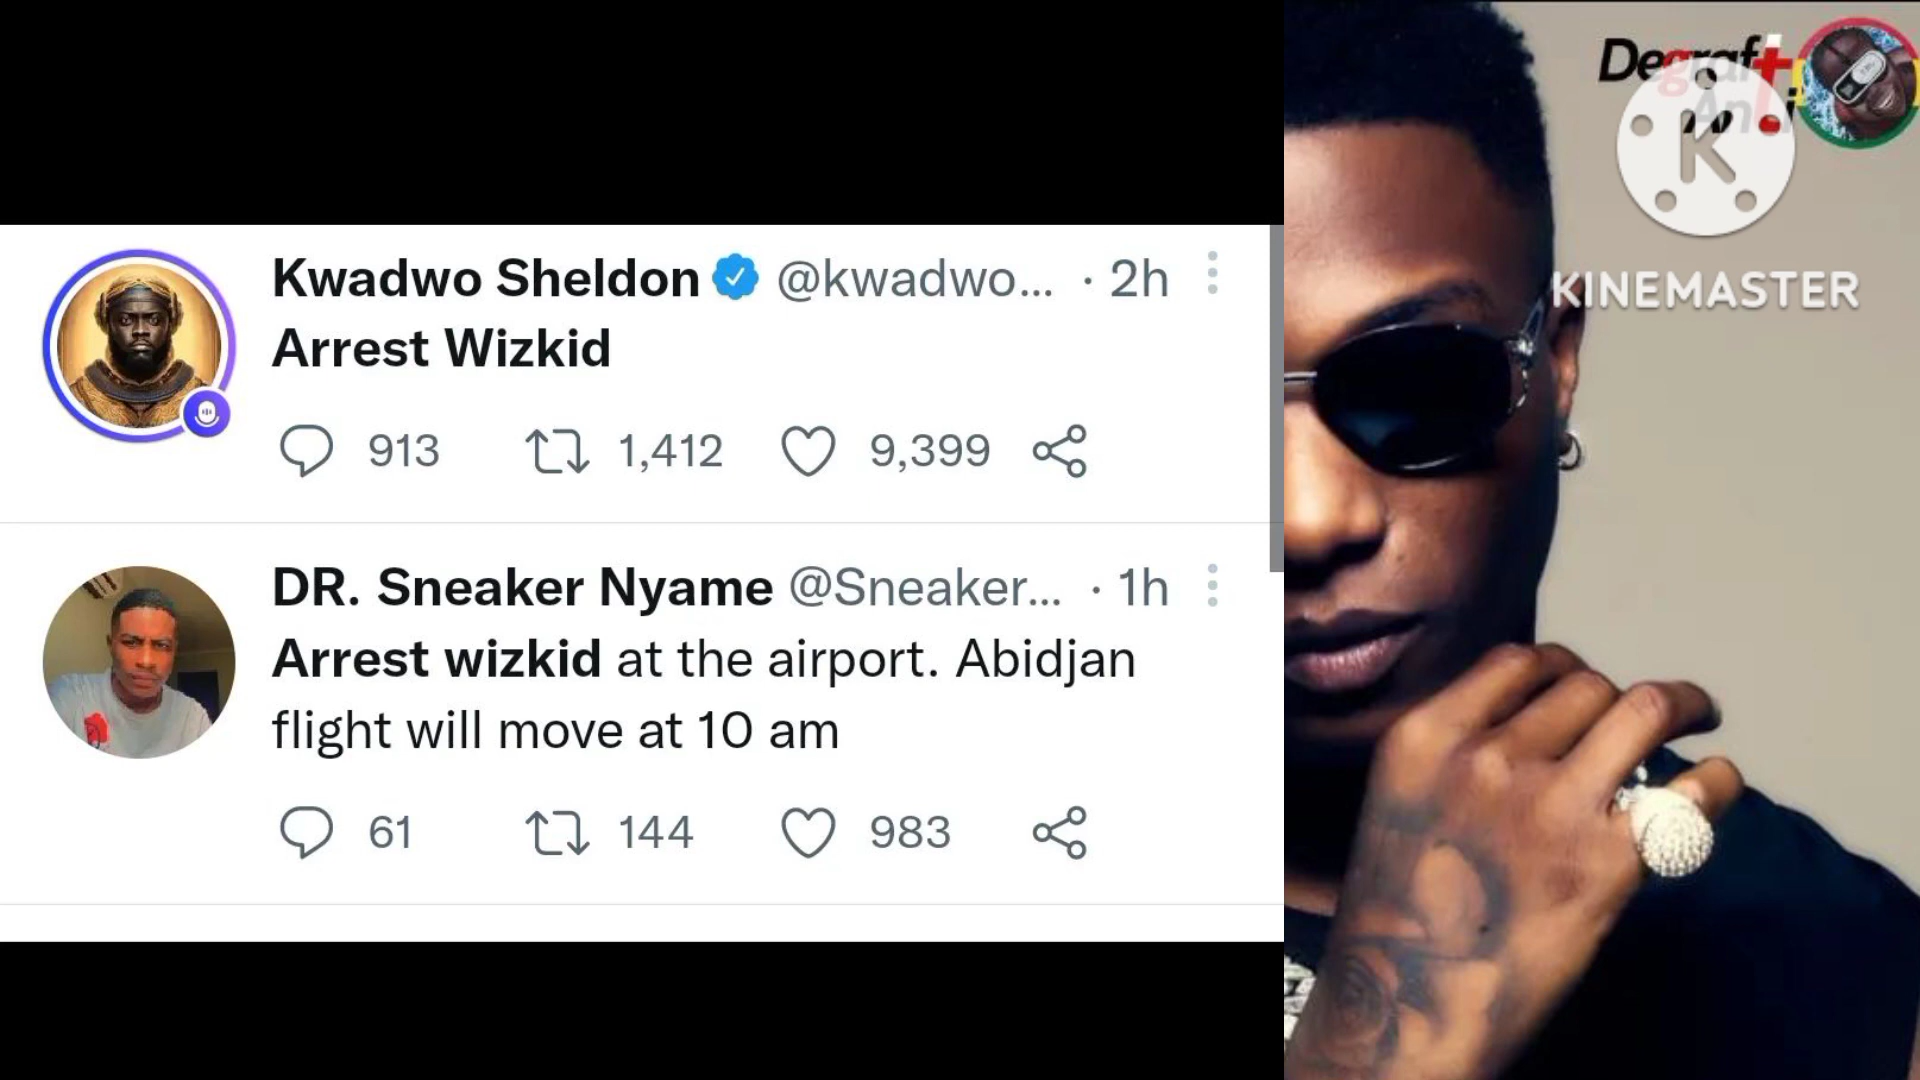 Kwadwo Sheldon @kwadwo... · 2h
Arrest Wizkid
913 1,412 9,399
DR. Sneaker Nyame @Sneaker... · 1h
Arrest wizkid at the airport. Abidjan
flight will move at 10 am
61 144 983
Degraft
K
KINEMASTER